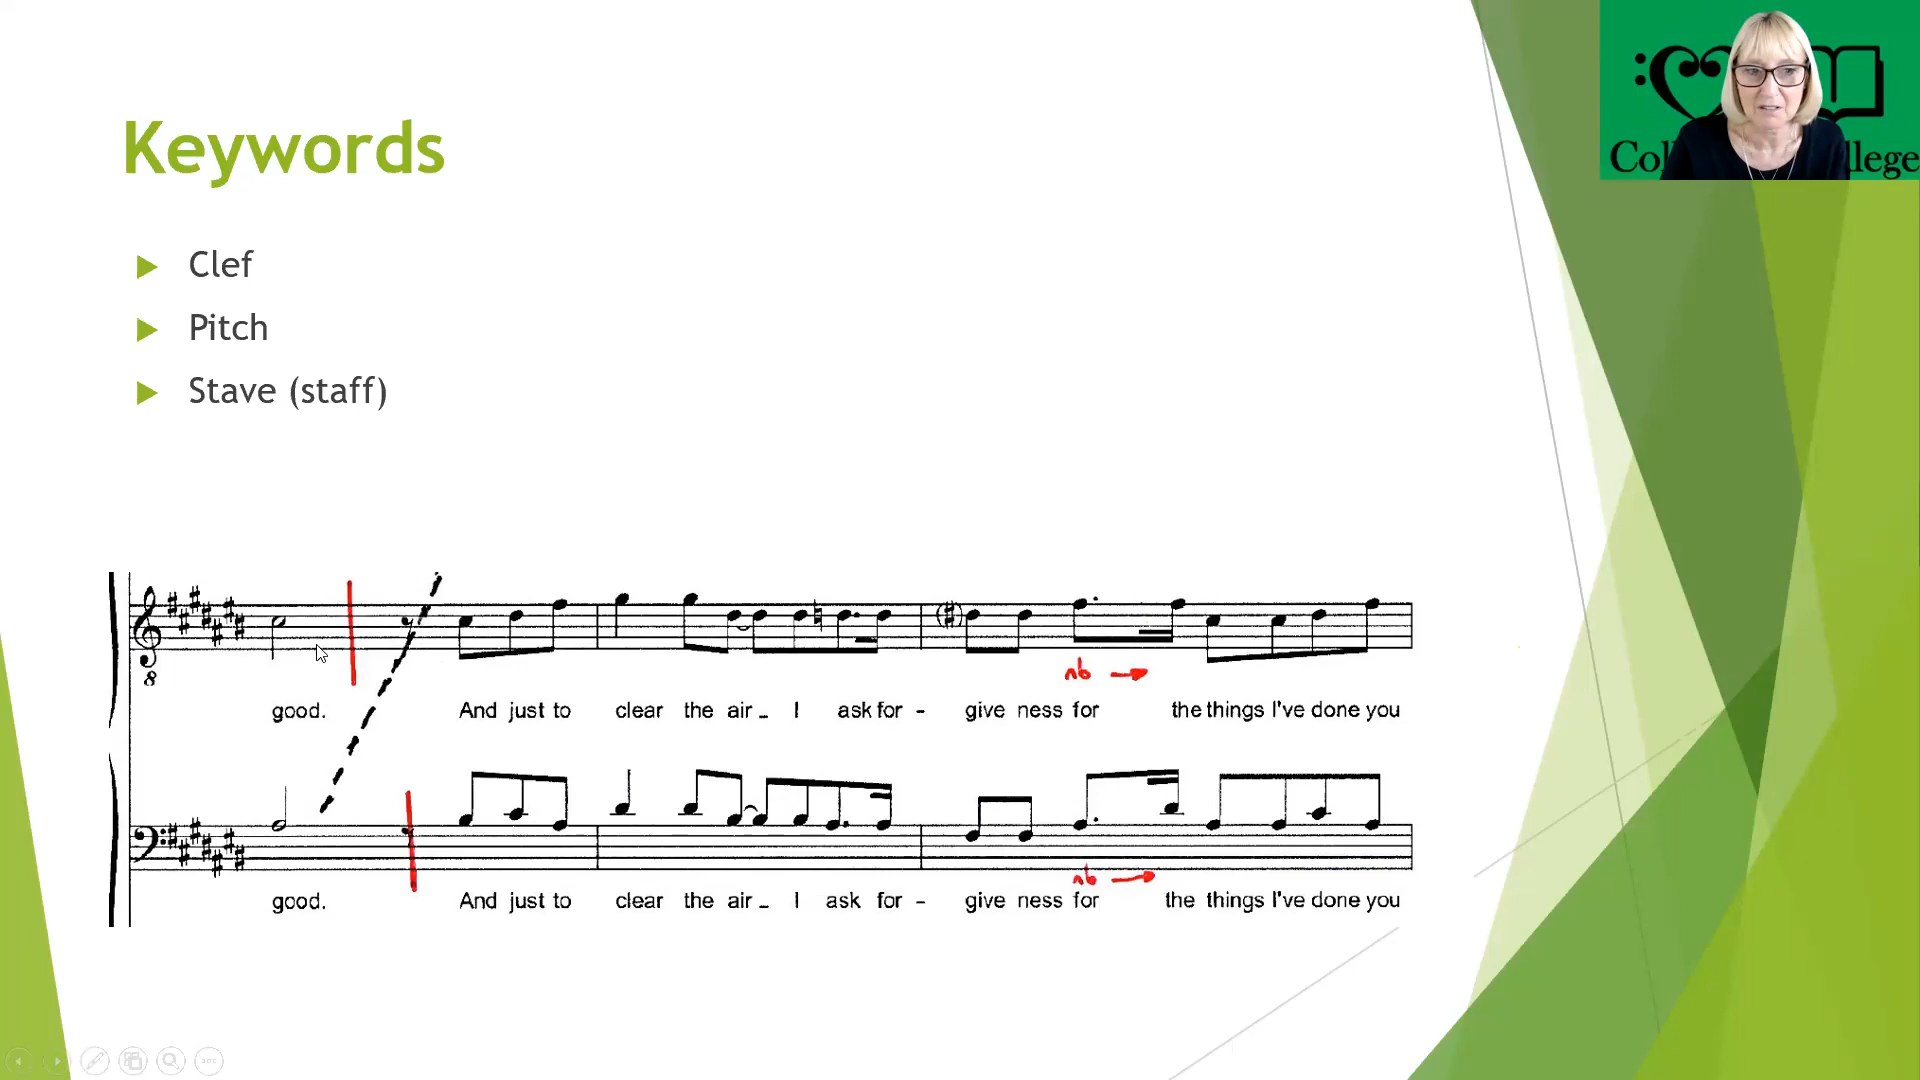 Keywords
Clef
Pitch
Stave (staff)
8
nb
good. And just to clear the air I ask for - give ness for the things I've done you
nb
good. And just to clear the air I ask for - give ness for the things I've done you